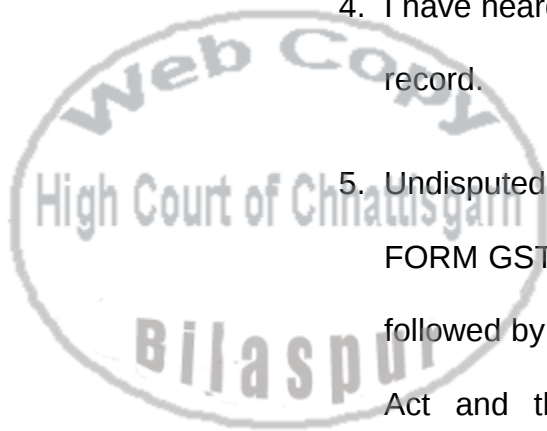 4. I have heard
record.
5. Undisputed
FORM GST
followed by
Act and th
Web Copy
High Court of Chhattisgarh
Bilaspur